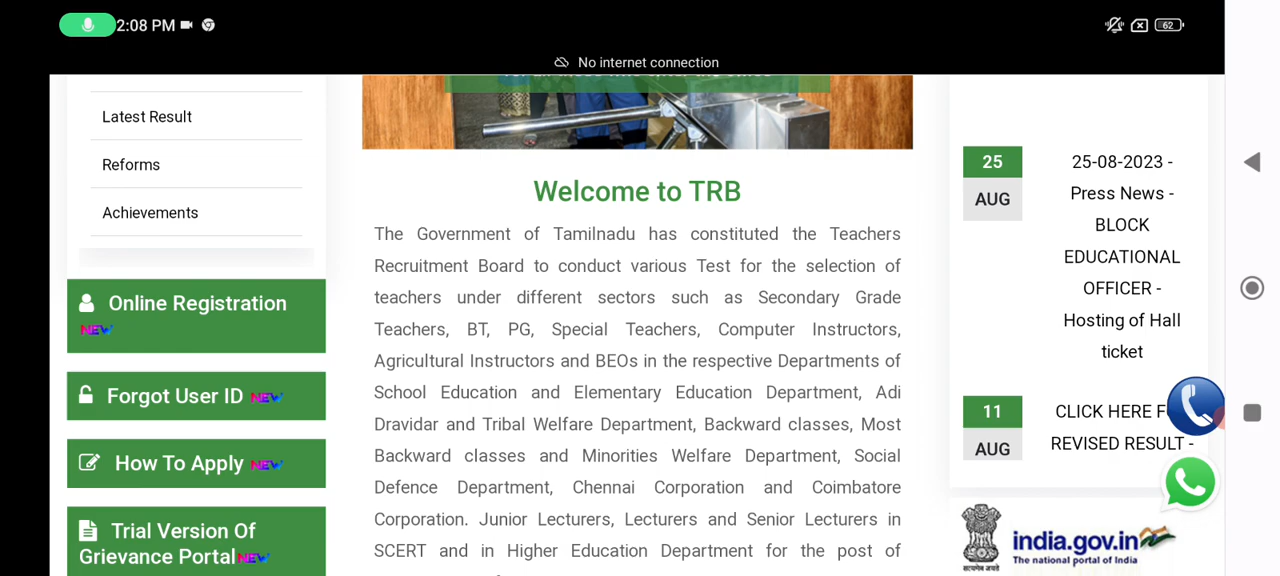 2:08 PM
62
No internet connection
Latest Result
Reforms
Achievements
Online Registration
NEW
Forgot User ID NEW
How To Apply NEW
Trial Version Of
Grievance Portal NEW
Welcome to TRB
The Government of Tamilnadu has constituted the Teachers
Recruitment Board to conduct various Test for the selection of
teachers under different sectors such as Secondary Grade
Teachers, BT, PG, Special Teachers, Computer Instructors,
Agricultural Instructors and BEOs in the respective Departments of
School Education and Elementary Education Department, Adi
Dravidar and Tribal Welfare Department, Backward classes, Most
Backward classes and Minorities Welfare Department, Social
Defence Department, Chennai Corporation and Coimbatore
Corporation. Junior Lecturers, Lecturers and Senior Lecturers in
SCERT and in Higher Education Department for the post of
25
AUG
25-08-2023 -
Press News -
BLOCK
EDUCATIONAL
OFFICER -
Hosting of Hall
ticket
11
AUG
CLICK HERE
REVISED RESULT -
india.gov.in
The national portal of India